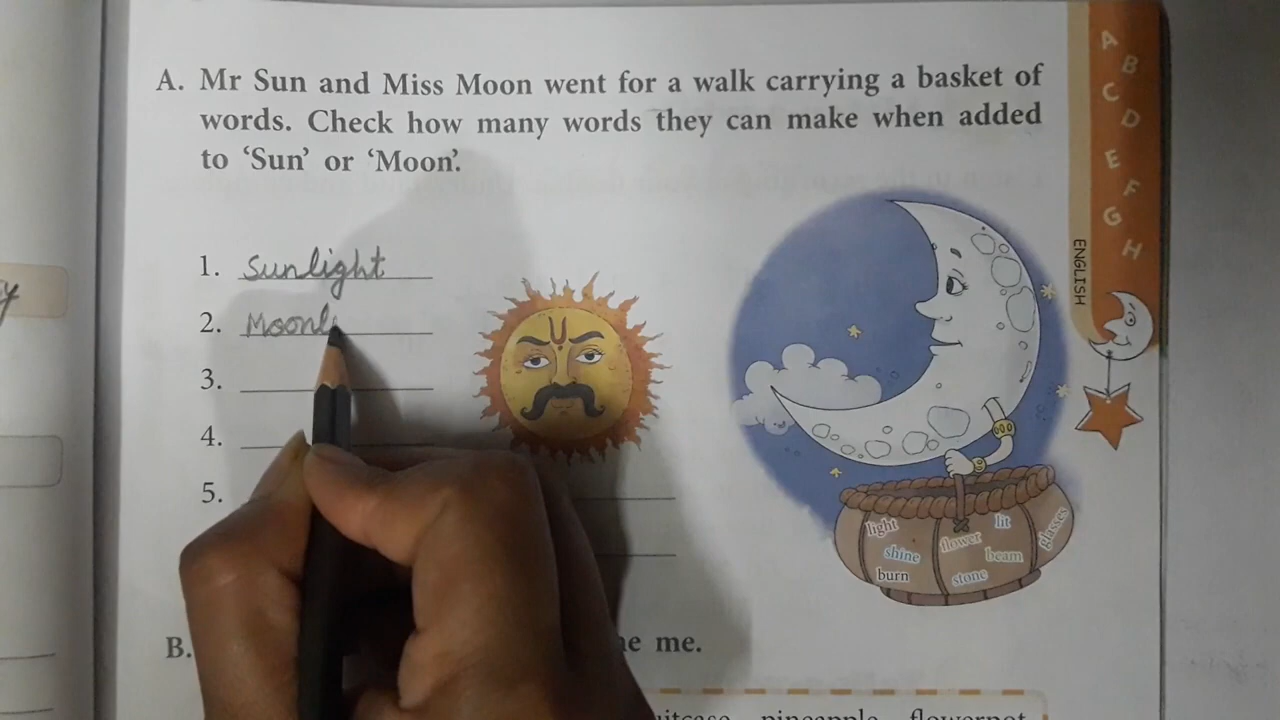 A. Mr Sun and Miss Moon went for a walk carrying a basket of
words. Check how many words they can make when added
to ‘Sun’ or ‘Moon’.
1. Sunlight
2. Moonl
3.
4.
5.
light
lit
glasses
flower
shine
beam
burn
stone
B. me.
pineapple flowerpot
A
B
C
D
E
F
G
H
ENGLISH